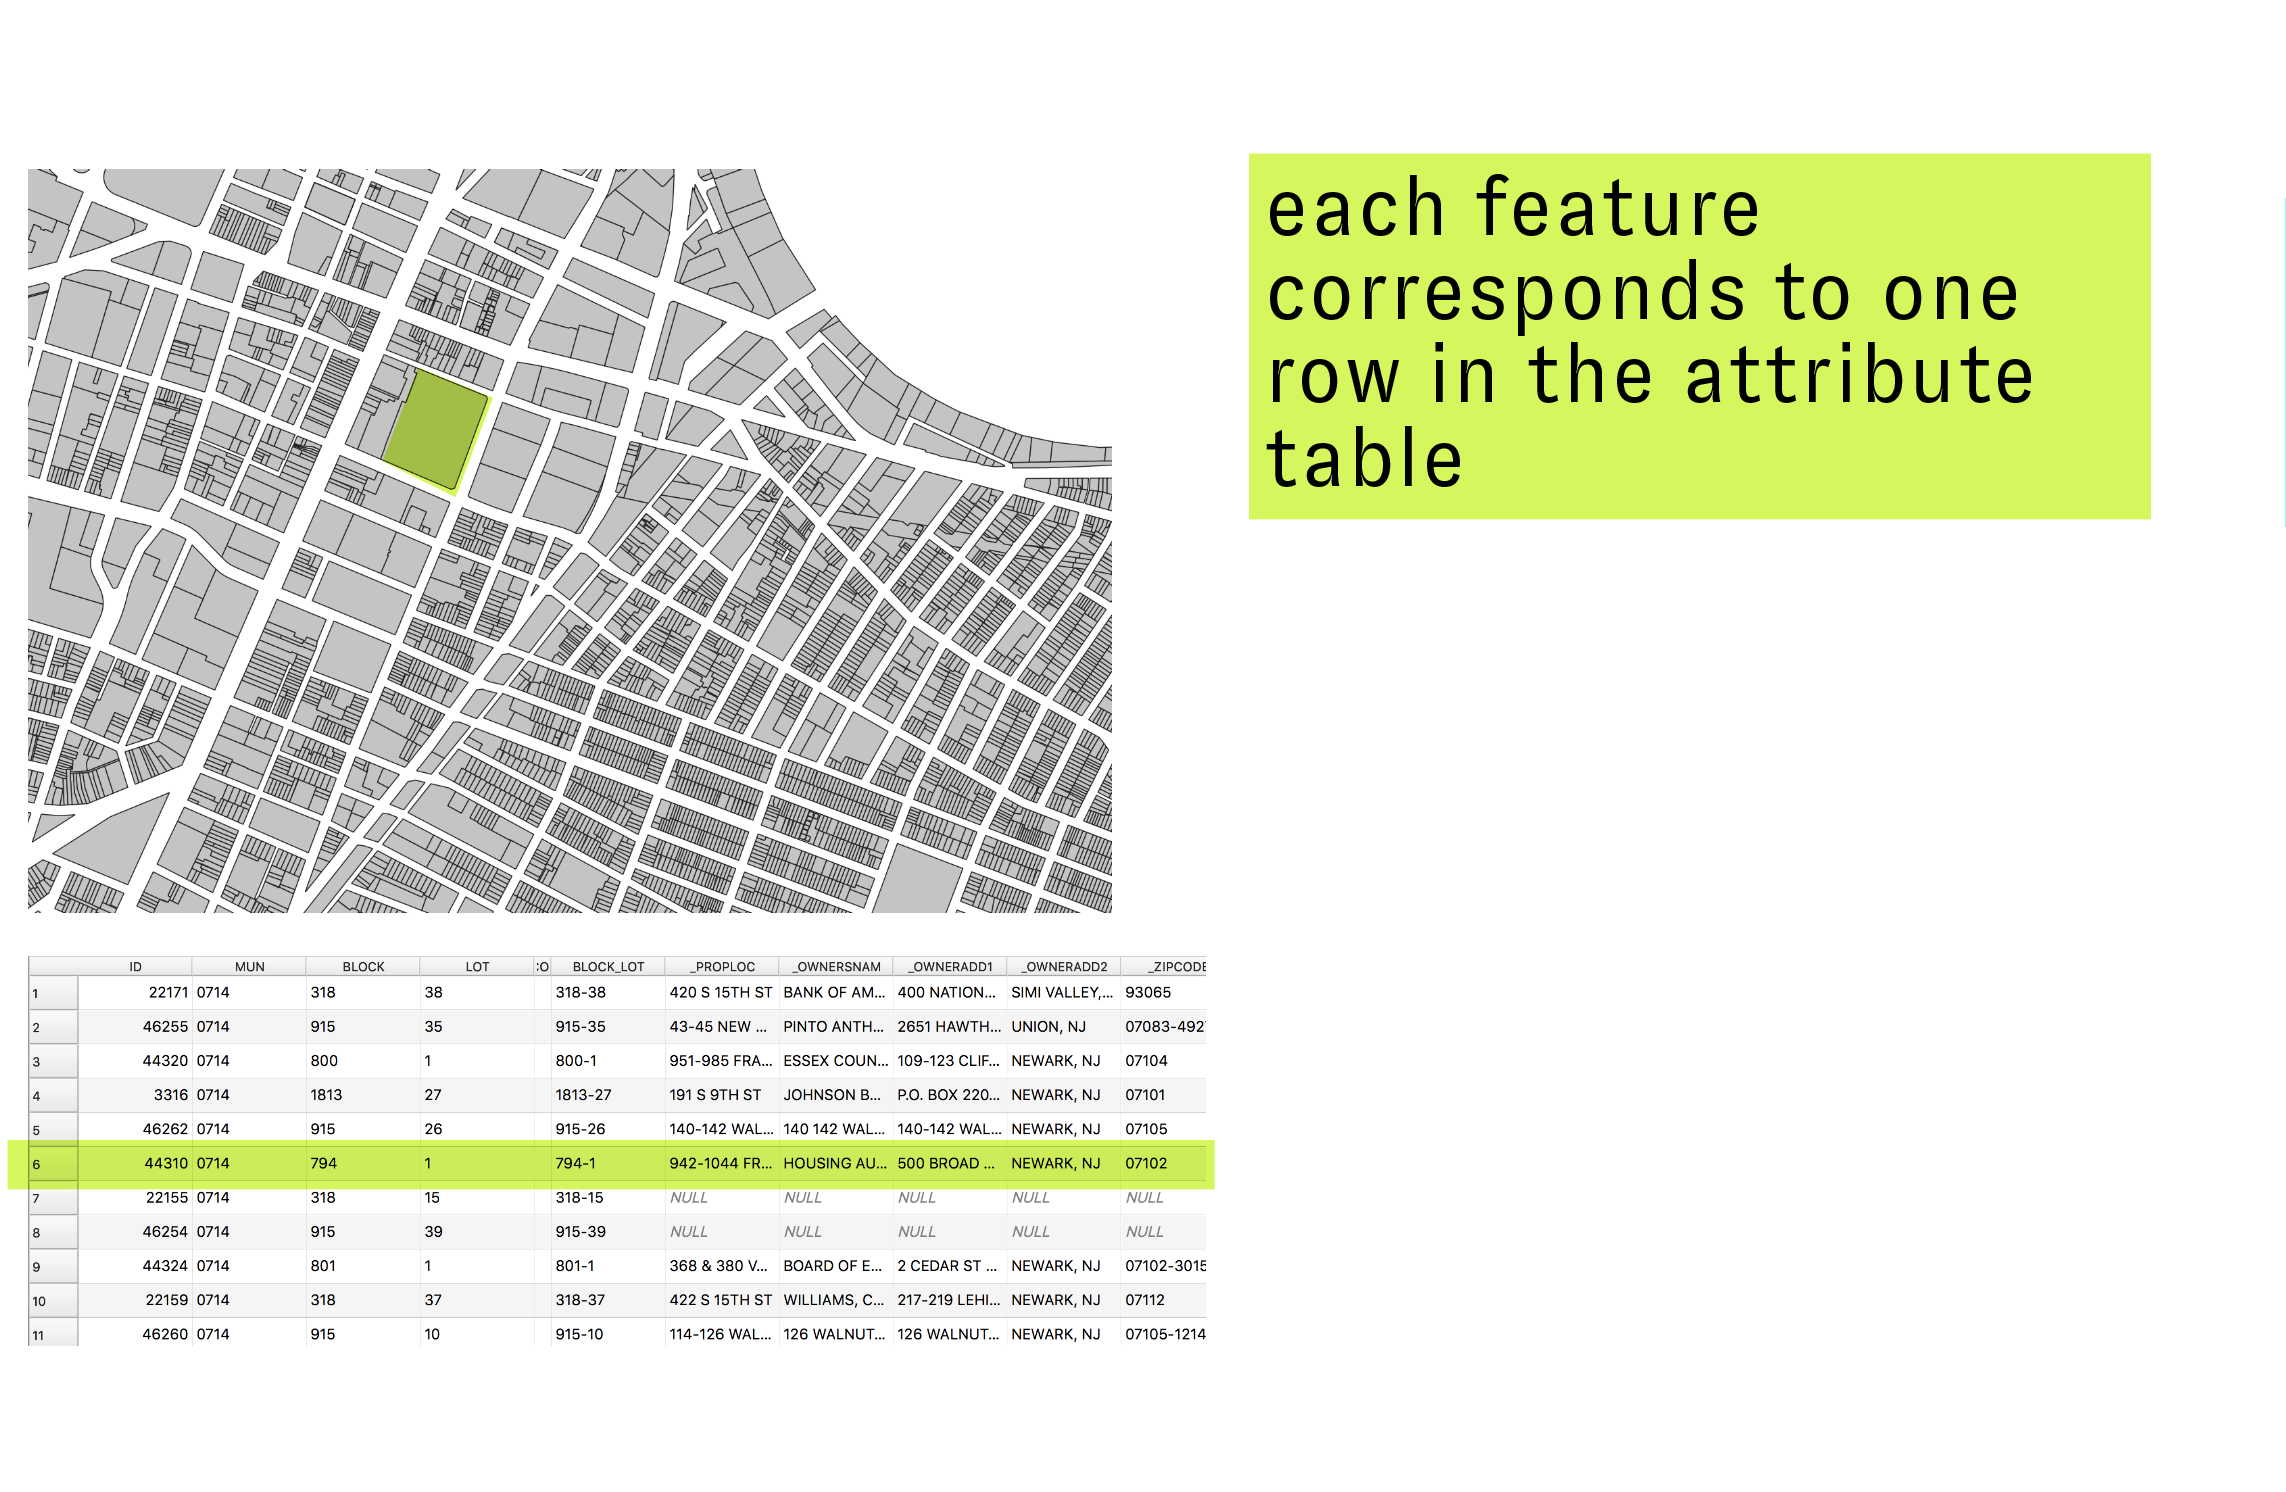 each feature
corresponds to one
row in the attribute
table
ID MUN BLOCK LOT :O BLOCK_LOT _PROPLOC _OWNERSNAM _OWNERADD1 _OWNERADD2 _ZIPCODE
1 22171 0714 318 38 318-38 420 S 15TH ST BANK OF AM... 400 NATION... SIMI VALLEY,... 93065
2 46255 0714 915 35 915-35 43-45 NEW ... PINTO ANTH... 2651 HAWTH... UNION, NJ 07083-492
3 44320 0714 800 1 800-1 951-985 FRA... ESSEX COUN... 109-123 CLIF... NEWARK, NJ 07104
4 3316 0714 1813 27 1813-27 191 S 9TH ST JOHNSON B... P.O. BOX 220... NEWARK, NJ 07101
5 46262 0714 915 26 915-26 140-142 WAL... 140 142 WAL... 140-142 WAL... NEWARK, NJ 07105
6 44310 0714 794 1 794-1 942-1044 FR... HOUSING AU... 500 BROAD ... NEWARK, NJ 07102
7 22155 0714 318 15 318-15 NULL NULL NULL NULL NULL
8 46254 0714 915 39 915-39 NULL NULL NULL NULL NULL
9 44324 0714 801 1 801-1 368 & 380 V... BOARD OF E... 2 CEDAR ST ... NEWARK, NJ 07102-3015
10 22159 0714 318 37 318-37 422 S 15TH ST WILLIAMS, C... 217-219 LEHI... NEWARK, NJ 07112
11 46260 0714 915 10 915-10 114-126 WAL... 126 WALNUT... 126 WALNUT... NEWARK, NJ 07105-1214